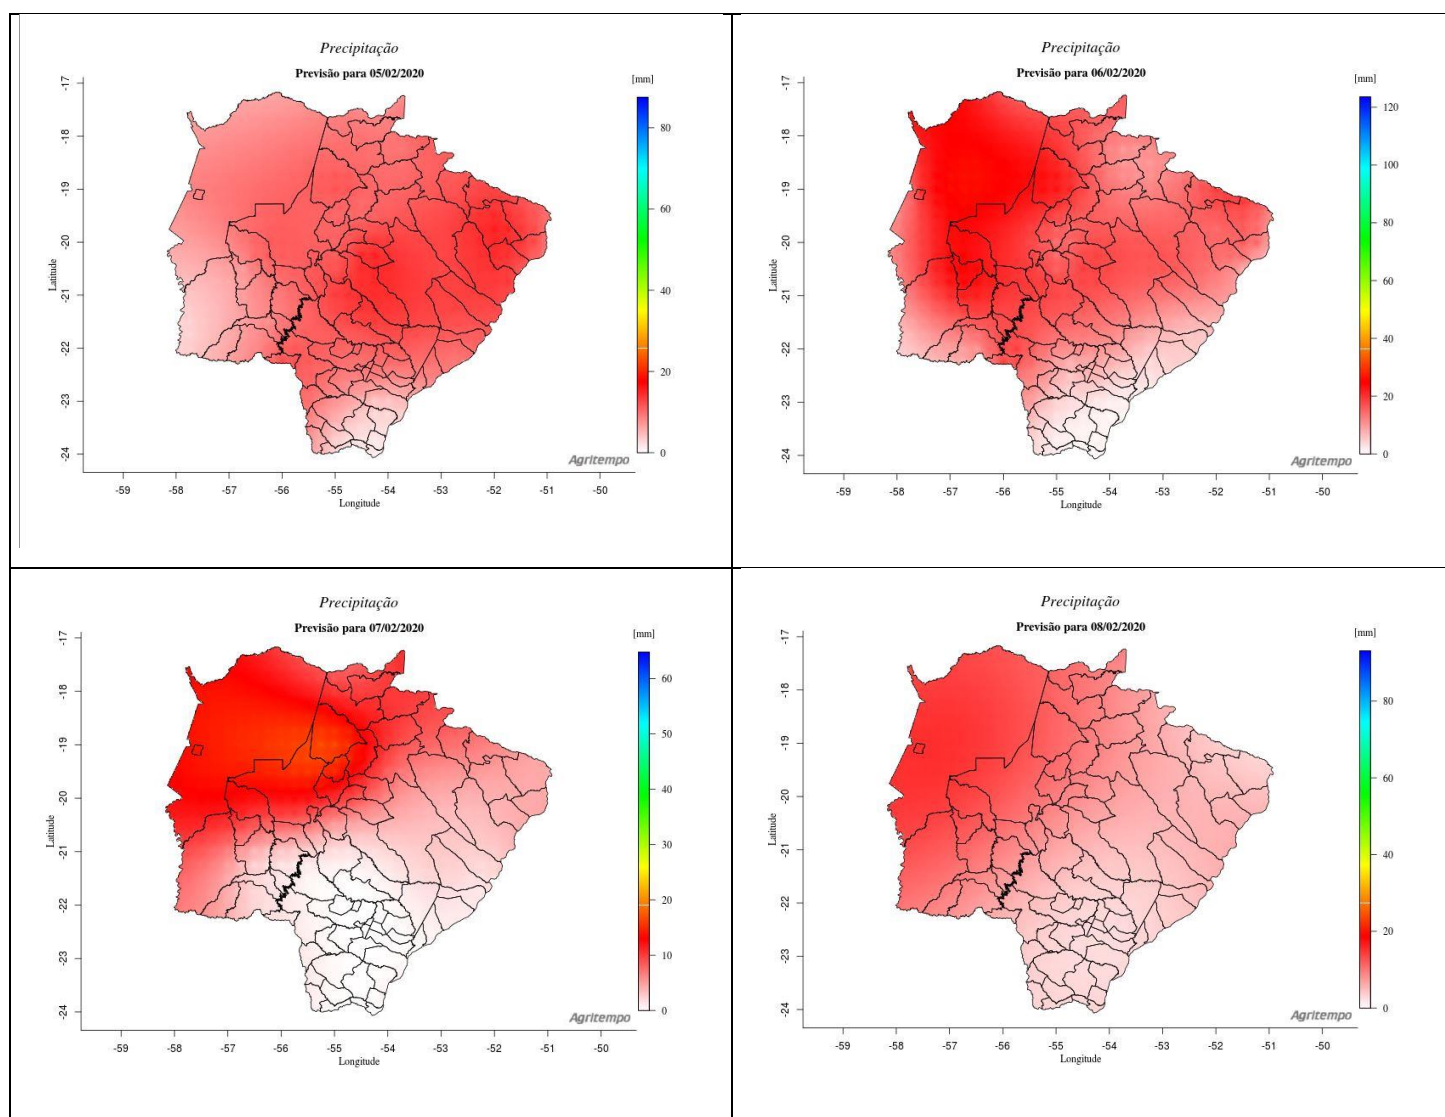 Precipitação
Previsão para 05/02/2020
[mm]
-17
-18
-19
-20
-21
-22
-23
-24
Latitude
80
60
40
20
0
Agritempo
-59 -58 -57 -56 -55 -54 -53 -52 -51 -50
Longitude
Precipitação
Previsão para 06/02/2020
[mm]
-17
-18
-19
-20
-21
-22
-23
-24
Latitude
120
100
80
60
40
20
0
Agritempo
-59 -58 -57 -56 -55 -54 -53 -52 -51 -50
Longitude
Precipitação
Previsão para 07/02/2020
[mm]
-17
-18
-19
-20
-21
-22
-23
-24
Latitude
60
50
40
30
20
10
0
Agritempo
-59 -58 -57 -56 -55 -54 -53 -52 -51 -50
Longitude
Precipitação
Previsão para 08/02/2020
[mm]
-17
-18
-19
-20
-21
-22
-23
-24
Latitude
80
60
40
20
0
Agritempo
-59 -58 -57 -56 -55 -54 -53 -52 -51 -50
Longitude